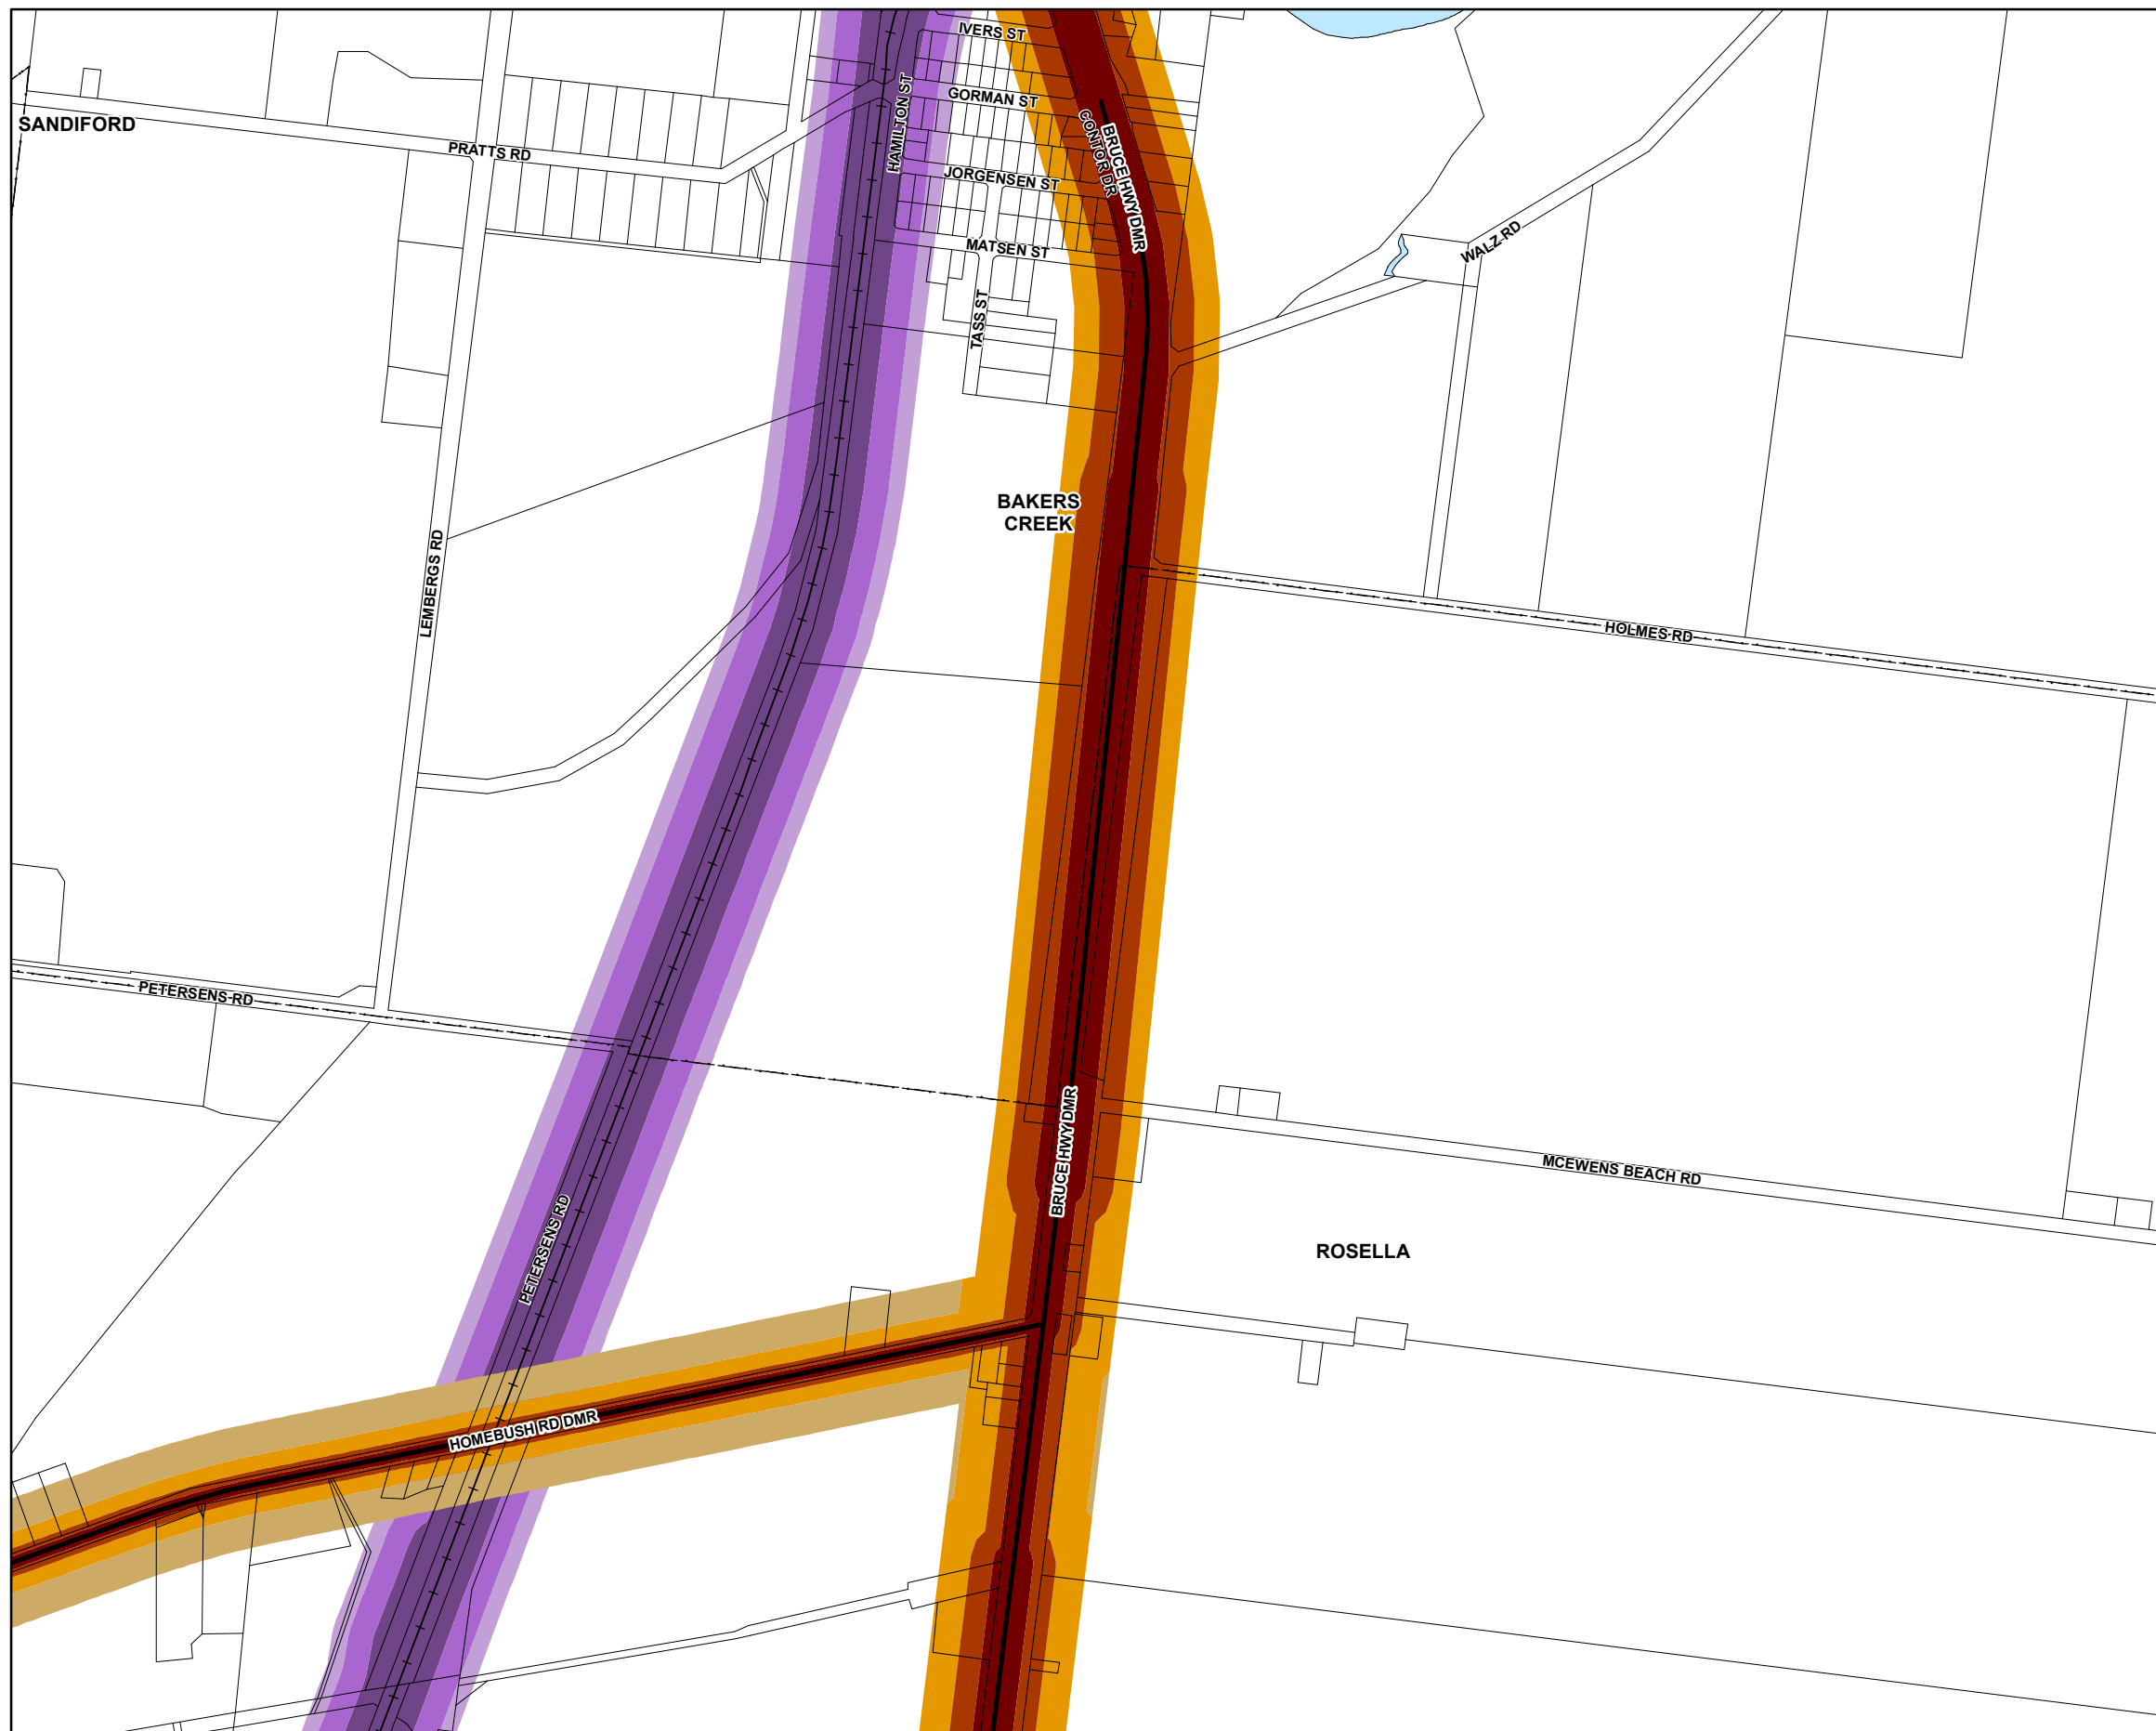 IVERS ST
GORMAN ST
HAMILTON ST
SANDIFORD
PRATTS RD
BRUCE HWY DMR
CONTOR DR
JORGENSEN ST
MATSEN ST
WALZ RD
TASS ST
BAKERS
CREEK
LEMBERGS RD
HOLMES RD
PETERSENS RD
BRUCE HWY DMR
MCEWENS BEACH RD
PETERSENS RD
ROSELLA
HOMEBUSH RD DMR